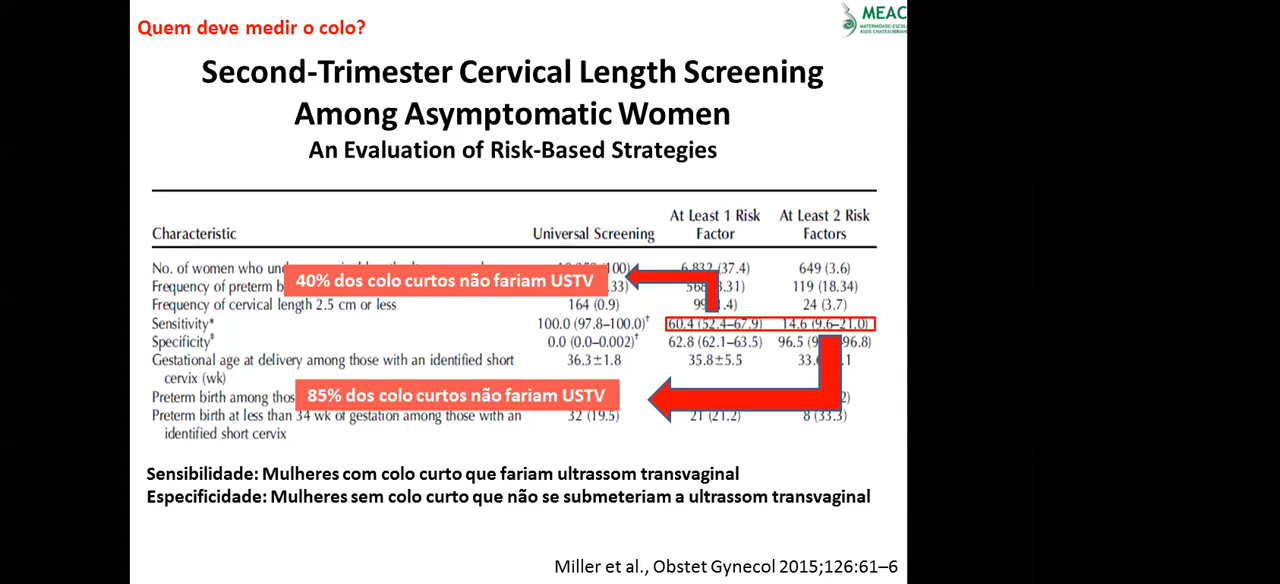 Quem deve medir o colo?
MEAC
Second-Trimester Cervical Length Screening
Among Asymptomatic Women
An Evaluation of Risk-Based Strategies
At Least 1 Risk At Least 2 Risk
Characteristic Universal Screening Factor Factors
No. of women who 100) 6,832 (37.4) 649 (3.6)
40% dos colo curtos não fariam USTV
Frequency of preterm 119 (18.34)
Frequency of cervical length 2.5 cm or less 164 (0.9) 24 (3.7)
Sensitivity* 100.0 (97.8–100.0)† 60.4 (52.4–67.9) 14.6 (9.6–21.0)
Specificity‡ 0.0 (0.0–0.002)† 62.8 (62.1–63.5) 96.5 96.8)
Gestational age at delivery among those with an identified short 36.3±1.8 35.8±5.5
cervix (wk)
85% dos colo curtos não fariam USTV
Preterm birth among
Preterm birth at less than 34 wk of gestation among those with an 32 (19.5) 21 (21.2) 8 (33.3)
identified short cervix
Sensibilidade: Mulheres com colo curto que fariam ultrassom transvaginal
Especificidade: Mulheres sem colo curto que não se submeteriam a ultrassom transvaginal
Miller et al., Obstet Gynecol 2015;126:61–6